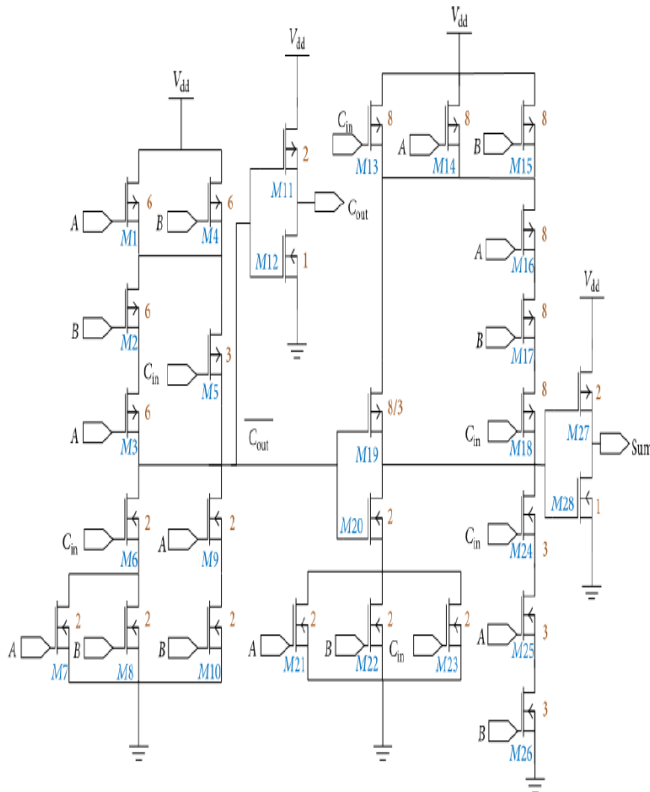 Vdd
Vdd
Vdd
Cin 8 A 8 B 8
M13 M14 M15
2
M11
Cout
M12 1
A 6 B 6
M1 M4
8
A M16
Vdd
B 6
M2
Cin 3
M5
8
B M17
A 6
M3
Cout
8/3
M19
8
Cin M18
2
M27
Sum
M28 1
Cin 2
M6
A 2
M9
M20 2
Cin M24
3
A 2
M7
B 2
M8
B 2
M10
A 2
M21
B 2
M22
Cin 2
M23
A 3
M25
B 3
M26